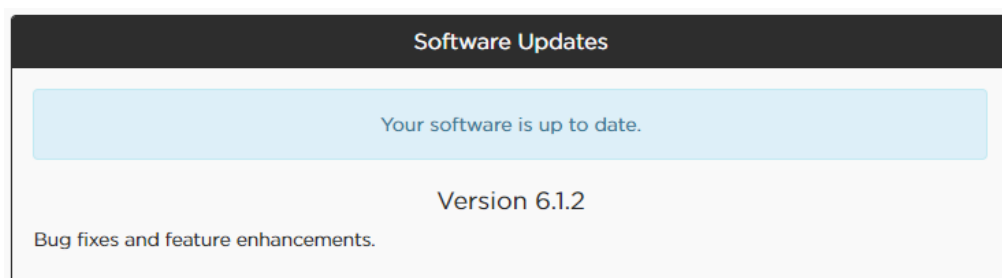 Software Updates
Your software is up to date.
Version 6.1.2
Bug fixes and feature enhancements.